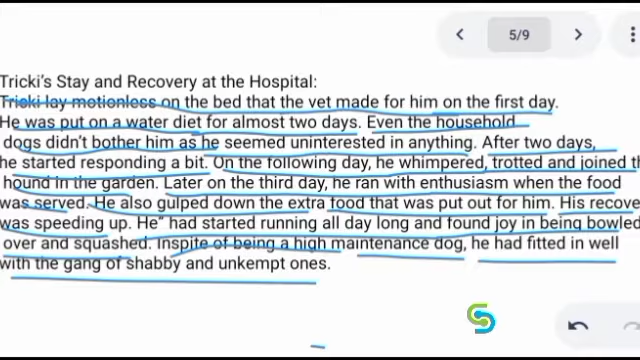 5/9
Tricki's Stay and Recovery at the Hospital:
Tricki lay motionless on the bed that the vet made for him on the first day.
He was put on a water diet for almost two days. Even the household
dogs didn't bother him as he seemed uninterested in anything. After two days,
he started responding a bit. On the following day, he whimpered, trotted and joined th
hound in the garden. Later on the third day, he ran with enthusiasm when the food
was served. He also gulped down the extra food that was put out for him. His recove
was speeding up. He" had started running all day long and found joy in being bowled
over and squashed. Inspite of being a high maintenance dog, he had fitted in well
with the gang of shabby and unkempt ones.